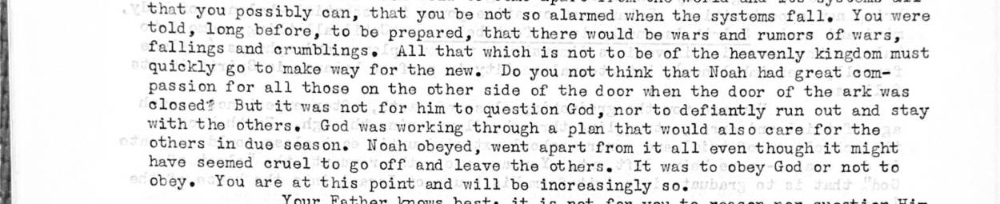 that you possibly can, that you be not so alarmed when the systems fall. You were
told, long before, to be prepared, that there would be wars and rumors of wars,
fallings and crumblings. All that which is not to be of the heavenly kingdom must
quickly go to make way for the new. Do you not think that Noah had great com-
passion for all those on the other side of the door when the door of the ark was
closed? But it was not for him to question God, nor to defiantly run out and stay
with the others. God was working through a plan that would also care for the
others in due season. Noah obeyed, went apart from it all even though it might
have seemed cruel to go off and leave the others. It was to obey God or not to
obey. You are at this point and will be increasingly so.
Your Father knows best; it is not for you to reason nor question Him